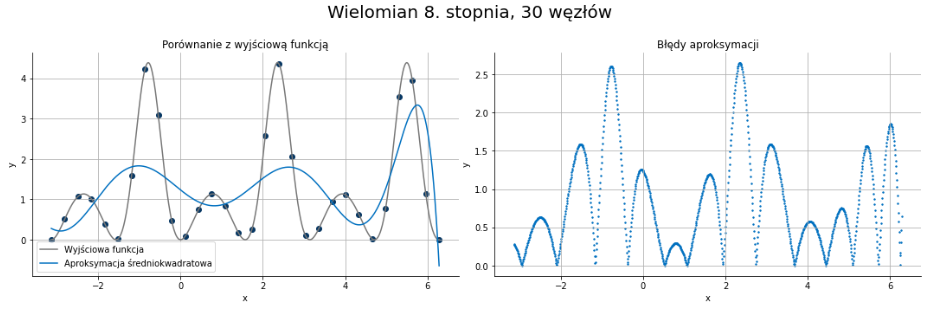 Wielomian 8. stopnia, 30 węzłów
Porównanie z wyjściową funkcją
4
3
2
1
0
y
Wyjściowa funkcja
Aproksymacja średniokwadratowa
−2
0
2
4
6
x
Błędy aproksymacji
2.5
2.0
1.5
1.0
0.5
0.0
y
−2
0
2
4
6
x